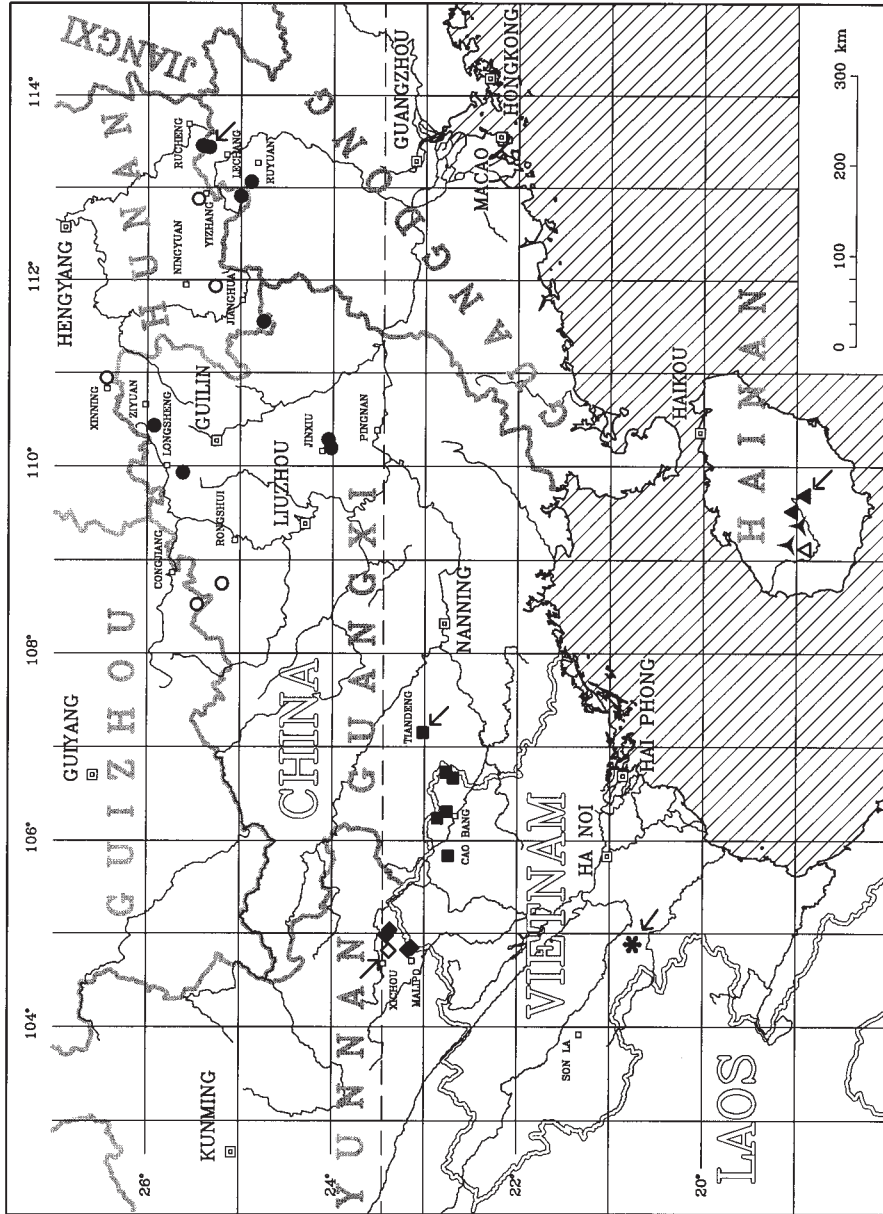 104°
106°
108°
110°
112°
114°
26°
24°
22°
20°
JIANGXI
HUNAN
GUIZHOU
YUNNAN
GUANGXI
GUANGDONG
HAINAN
CHINA
VIETNAM
LAOS
KUNMING
GUIYANG
HENGYANG
RUCHENG
LECHANG
RUYUAN
YIZHANG
NINGYUAN
JIANGHUA
XINNING
ZIYUAN
LONGSHENG
GUILIN
CONGJIANG
RONGSHUI
LIUZHOU
JINXIU
PINGNAN
GUANGZHOU
MACAO
HONGKONG
NANNING
TIANDENG
XICHOU
MALIPO
CAO BANG
SON LA
HA NOI
HAI PHONG
HAIKOU
0 100 200 300 km